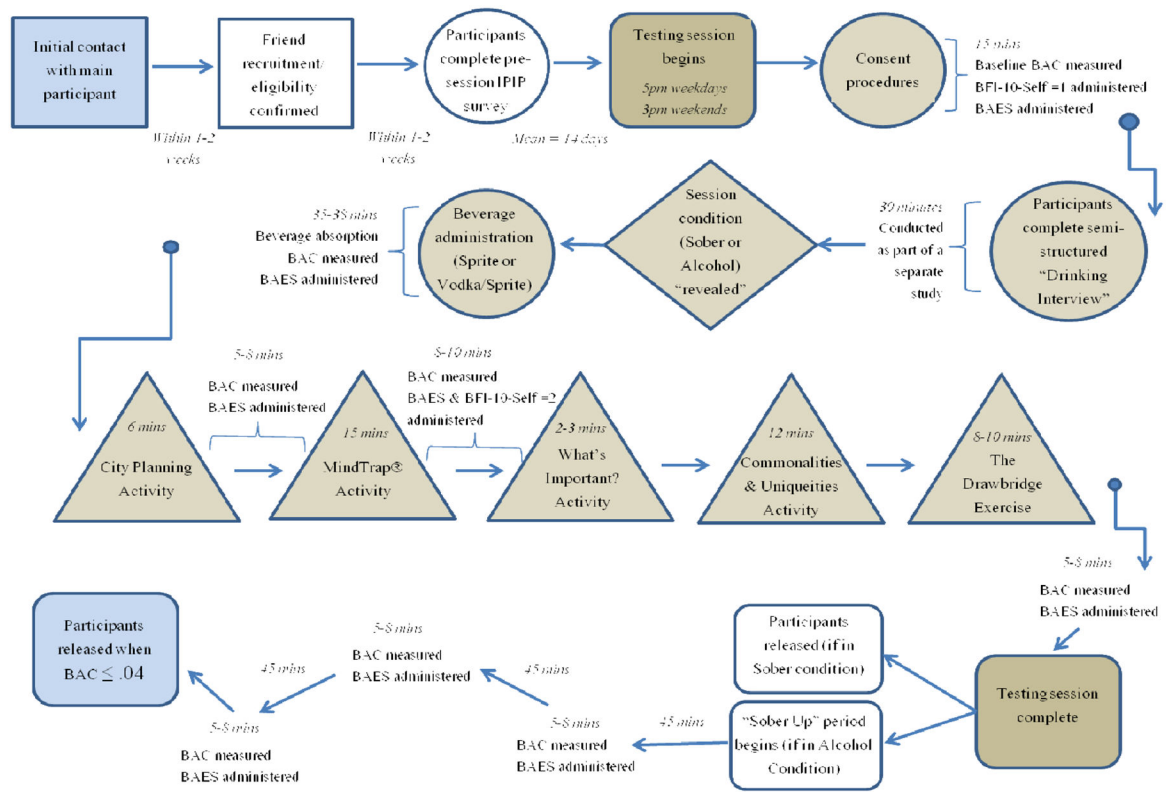 Initial contact
with main
participant
Within 1-2
weeks
Friend
recruitment/
eligibility
confirmed
Within 1-2
weeks
Participants
complete pre-
session IPIP
survey
Mean = 14 days
Testing session
begins
5pm weekdays
3pm weekends
Consent
procedures
15 mins
Baseline BAC measured
BFI-10-Self =1 administered
BAES administered
Participants
complete semi-
structured
“Drinking
Interview”
30 minutes
Conducted
as part of a
separate
study
Session
condition
(Sober or
Alcohol)
“revealed”
Beverage
administration
(Sprite or
Vodka/Sprite)
35-38 mins
Beverage absorption
BAC measured
BAES administered
6 mins
City Planning
Activity
5-8 mins
BAC measured
BAES administered
15 mins
MindTrap®
Activity
8-10 mins
BAC measured
BAES & BFI-10-Self =2
administered
2-3 mins
What’s
Important?
Activity
12 mins
Commonalities
& Uniqueities
Activity
8-10 mins
The
Drawbridge
Exercise
5-8 mins
BAC measured
BAES administered
Testing session
complete
Participants
released (if in
Sober condition)
“Sober Up” period
begins (if in Alcohol
Condition)
45 mins
5-8 mins
BAC measured
BAES administered
45 mins
5-8 mins
BAC measured
BAES administered
45 mins
5-8 mins
BAC measured
BAES administered
Participants
released when
BAC ≤ .04